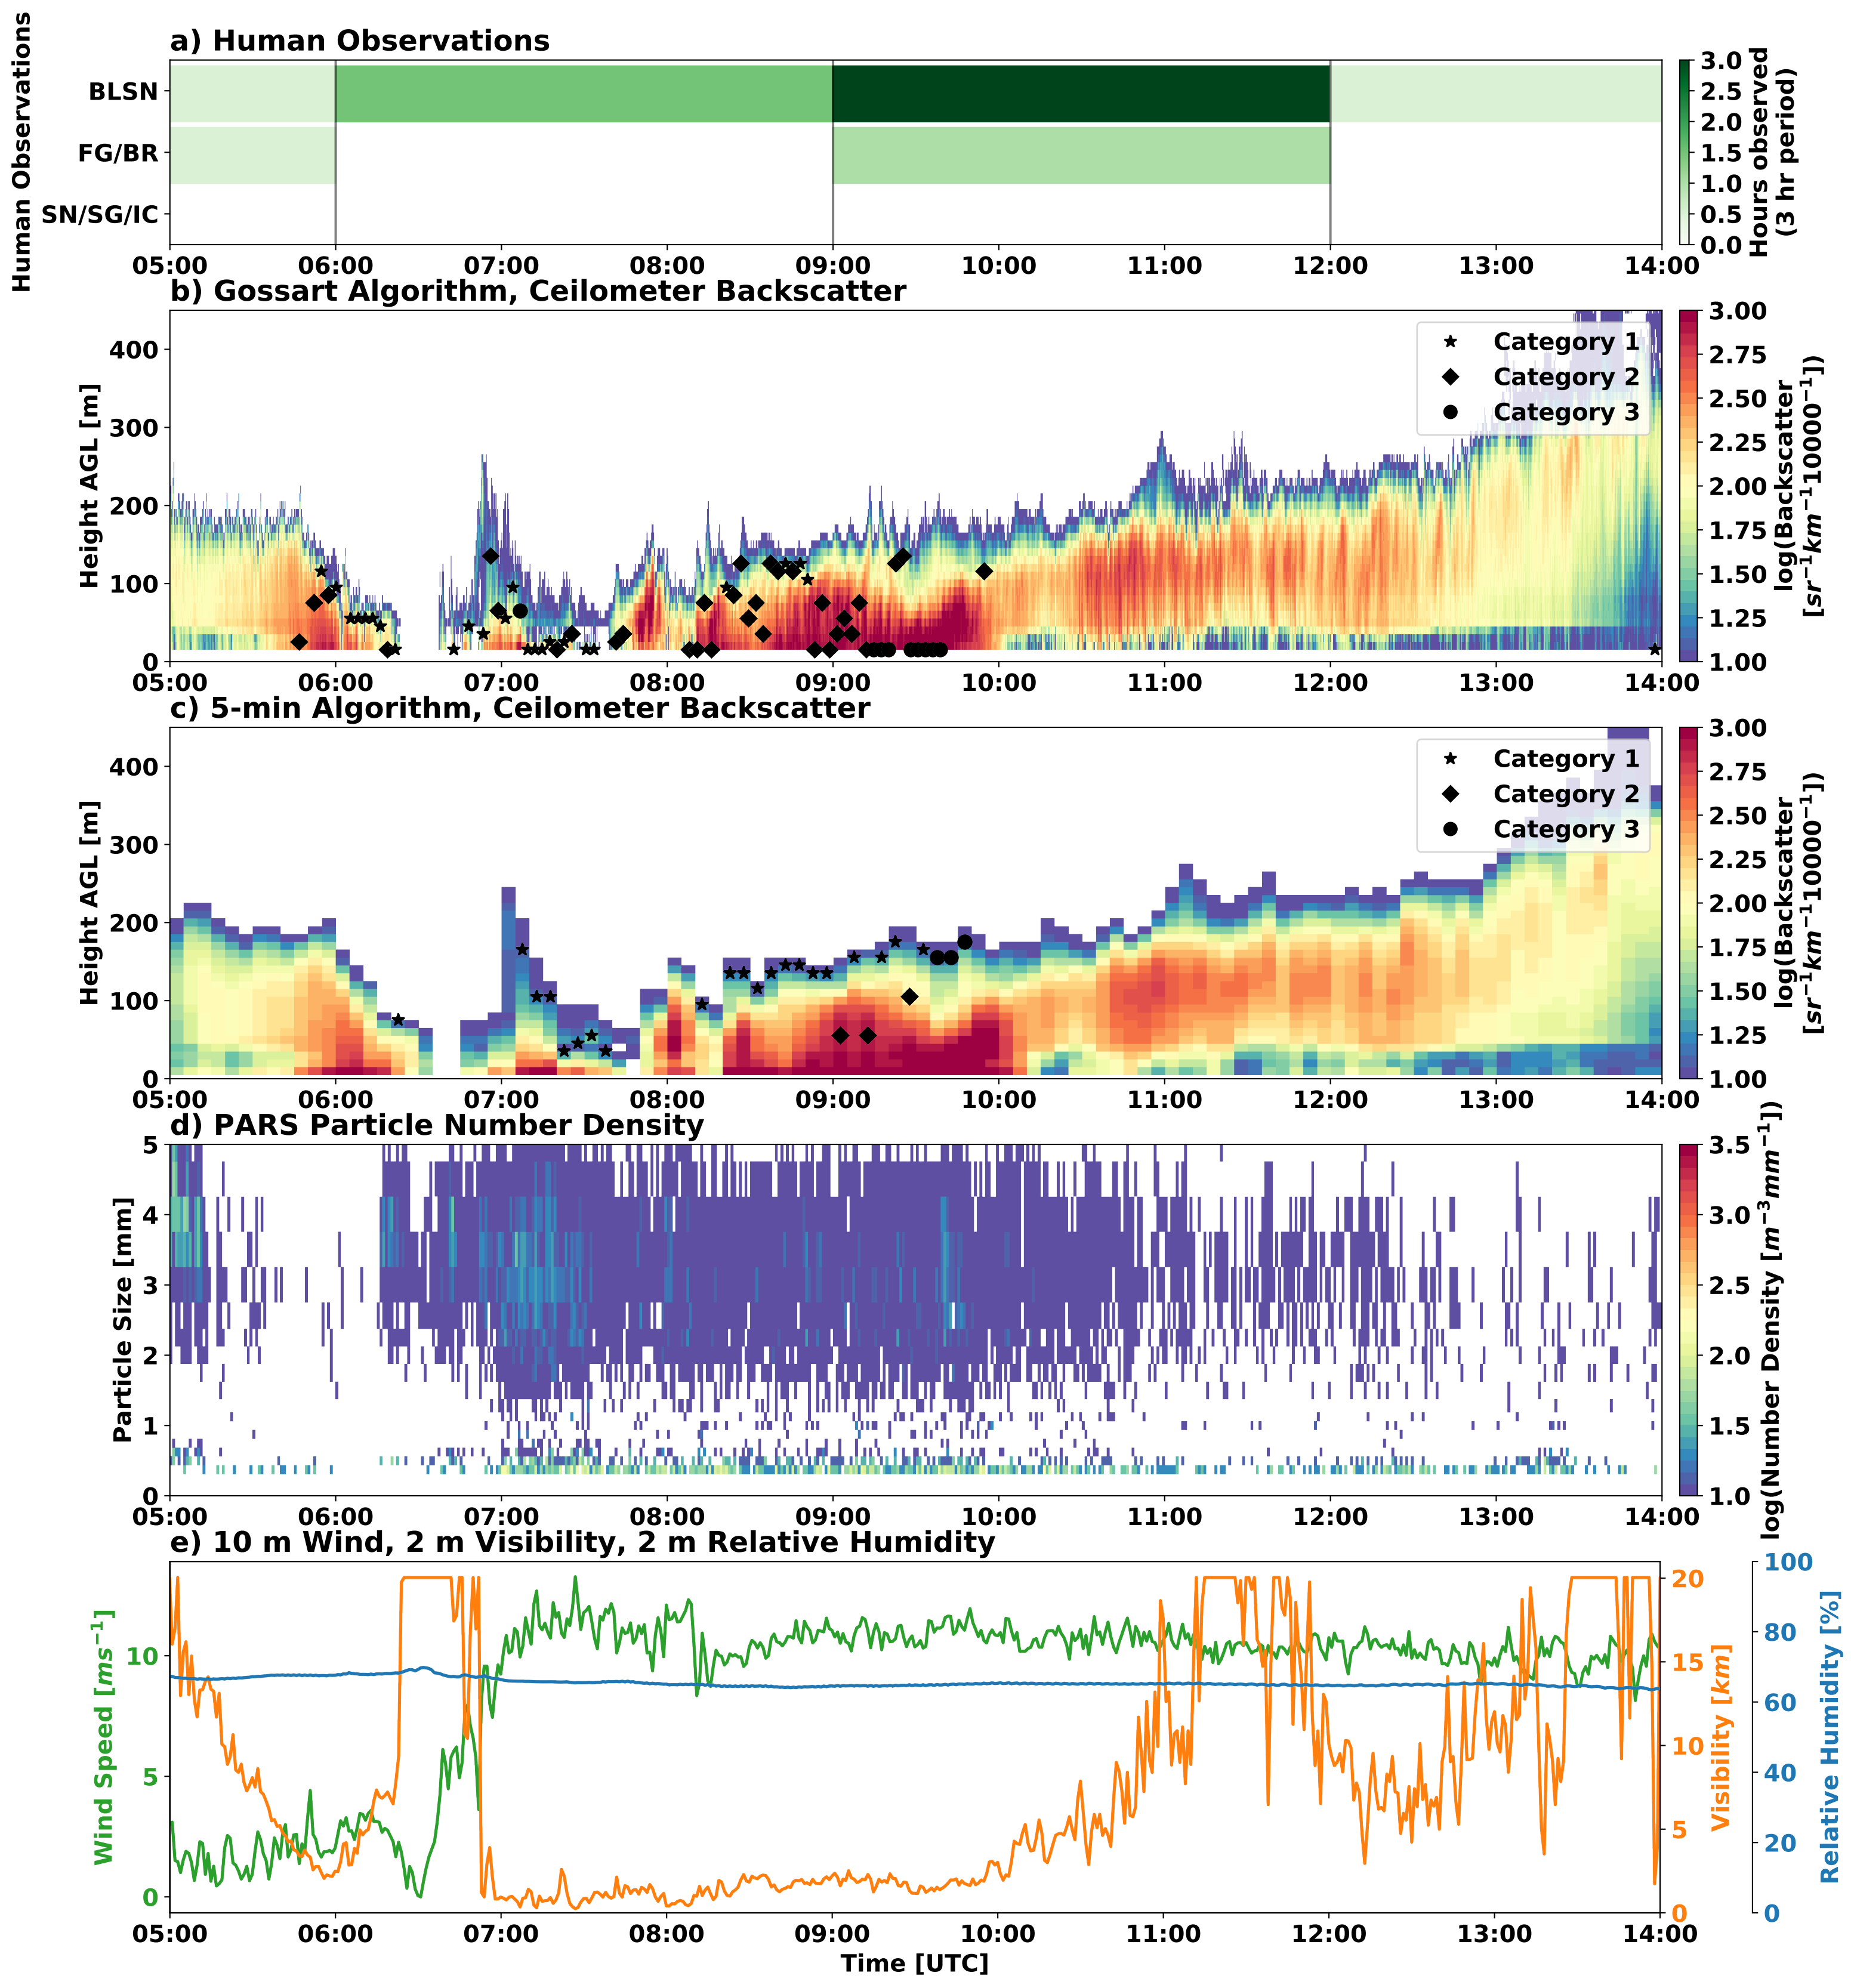 a) Human Observations
Human Observations
BLSN
FG/BR
SN/SG/IC
05:00 06:00 07:00 08:00 09:00 10:00 11:00 12:00 13:00 14:00
3.0
2.5
2.0
1.5
1.0
0.5
0.0
Hours observed
(3 hr period)
b) Gossart Algorithm, Ceilometer Backscatter
Height AGL [m]
400
300
200
100
0
Category 1
Category 2
Category 3
05:00 06:00 07:00 08:00 09:00 10:00 11:00 12:00 13:00 14:00
3.00
2.75
2.50
2.25
2.00
1.75
1.50
1.25
1.00
log(Backscatter
[sr⁻¹km⁻¹10000⁻¹])
c) 5-min Algorithm, Ceilometer Backscatter
Height AGL [m]
400
300
200
100
0
Category 1
Category 2
Category 3
05:00 06:00 07:00 08:00 09:00 10:00 11:00 12:00 13:00 14:00
3.00
2.75
2.50
2.25
2.00
1.75
1.50
1.25
1.00
log(Backscatter
[sr⁻¹km⁻¹10000⁻¹])
d) PARS Particle Number Density
Particle Size [mm]
5
4
3
2
1
0
05:00 06:00 07:00 08:00 09:00 10:00 11:00 12:00 13:00 14:00
3.5
3.0
2.5
2.0
1.5
1.0
log(Number Density [m⁻³mm⁻¹])
e) 10 m Wind, 2 m Visibility, 2 m Relative Humidity
Wind Speed [ms⁻¹]
10
5
0
20
15
10
5
0
Visibility [km]
100
80
60
40
20
0
Relative Humidity [%]
05:00 06:00 07:00 08:00 09:00 10:00 11:00 12:00 13:00 14:00
Time [UTC]